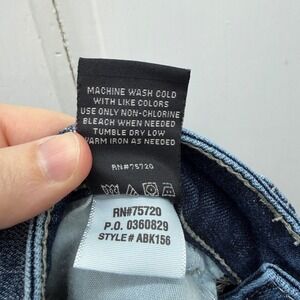 MACHINE WASH COLD
WITH LIKE COLORS
USE ONLY NON-CHLORINE
BLEACH WHEN NEEDED
TUMBLE DRY LOW
WARM IRON AS NEEDED
RN#75720
RN#75720
P.O. 0360829
STYLE# ABK156